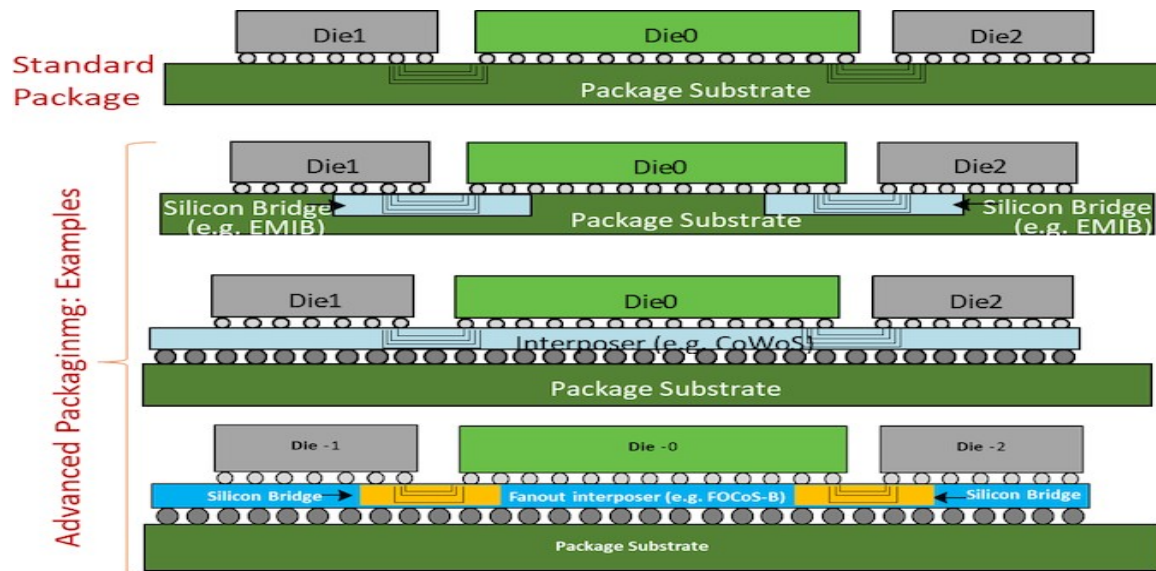 Die1
Die0
Die2
Standard
Package
Package Substrate
Advanced Packaginmg: Examples
Die1
Die0
Die2
Silicon Bridge
(e.g. EMIB)
Package Substrate
Silicon Bridge
(e.g. EMIB)
Die1
Die0
Die2
Interposer (e.g. CoWoS)
Package Substrate
Die -1
Die -0
Die -2
Silicon Bridge
Fanout interposer (e.g. FOCoS-B)
Silicon Bridge
Package Substrate